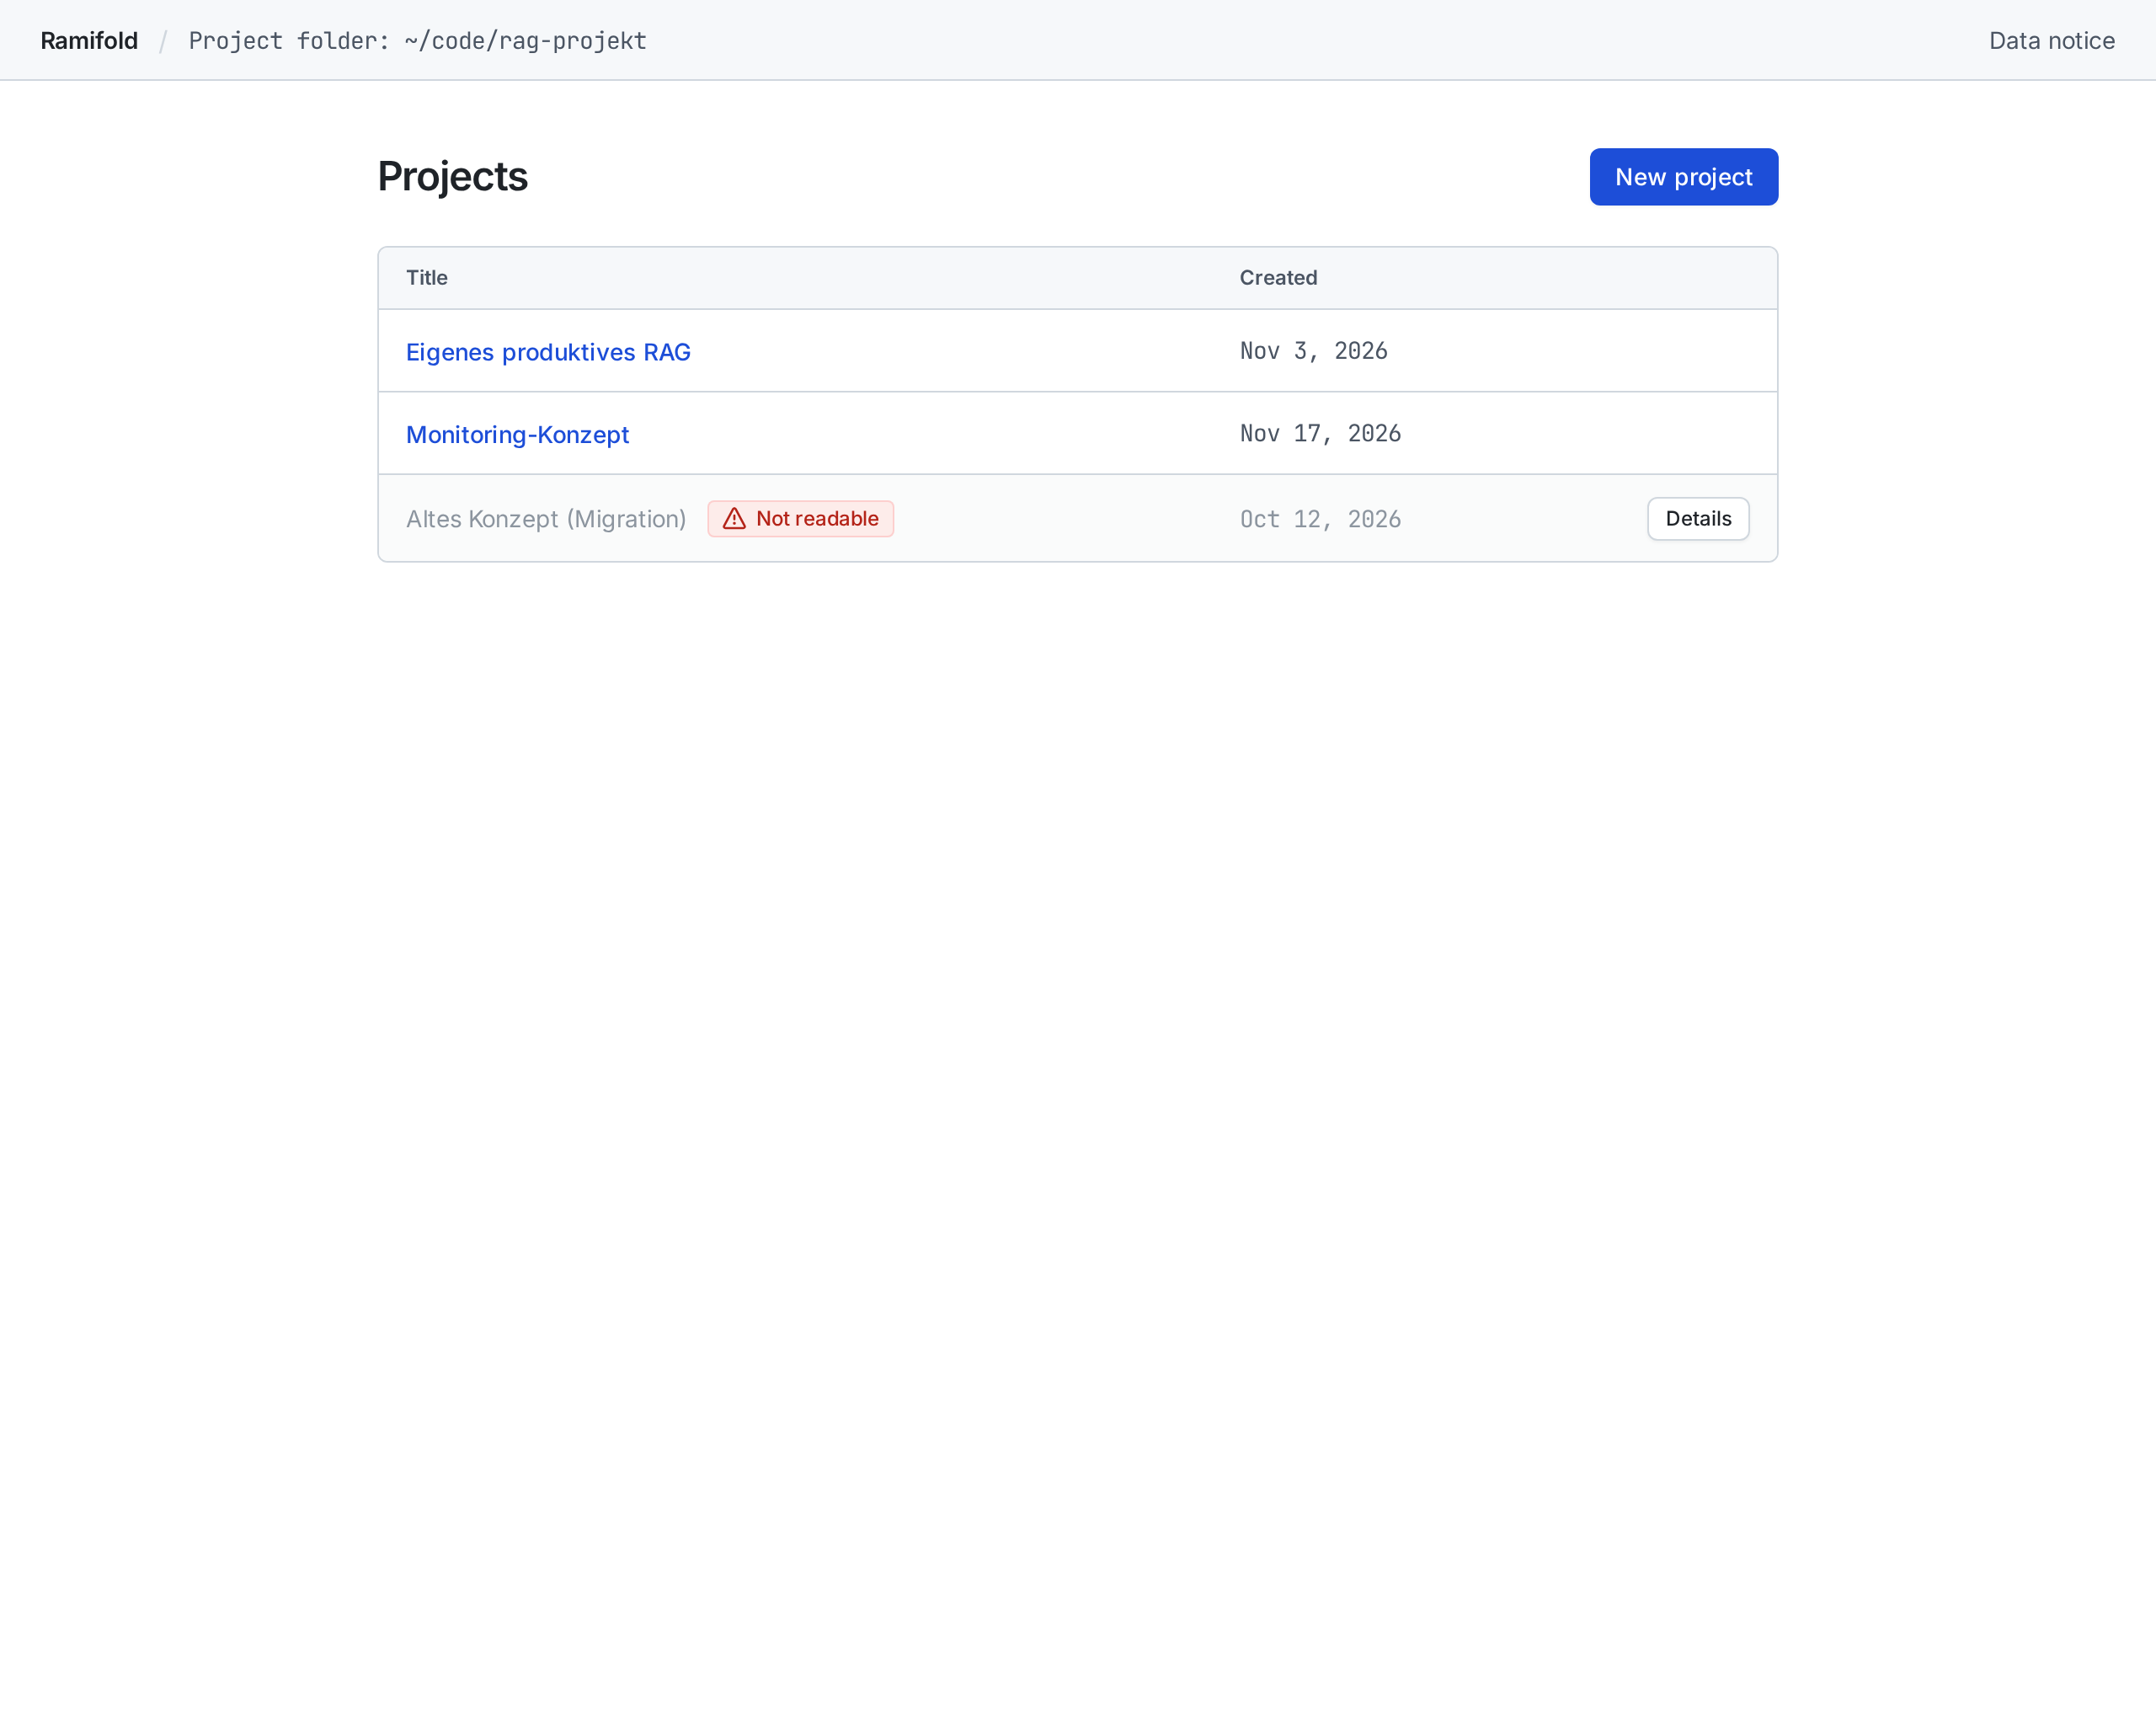 Ramifold / Project folder: ~/code/rag-projekt Data notice
Projects New project
Title Created
Eigenes produktives RAG Nov 3, 2026
Monitoring-Konzept Nov 17, 2026
Altes Konzept (Migration) Not readable Oct 12, 2026 Details